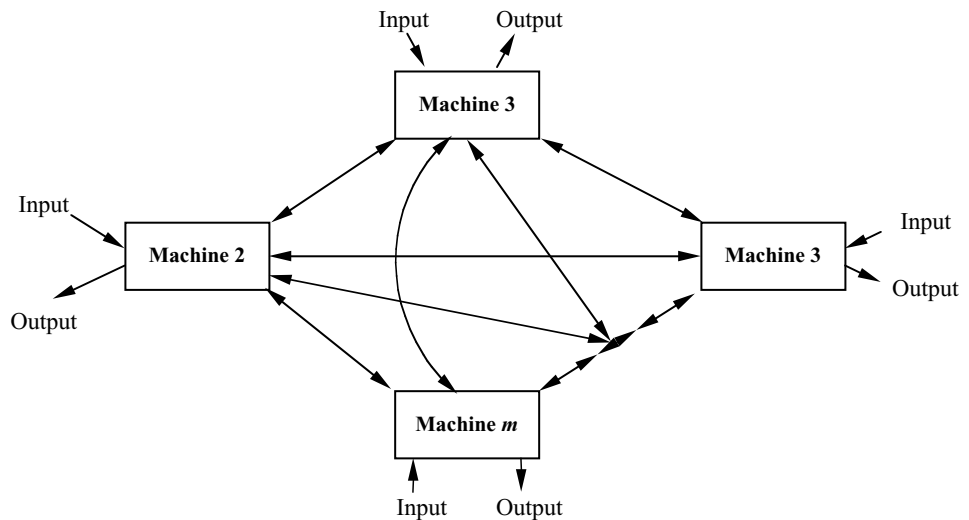 Input
Output
Machine 3
Input
Machine 2
Output
Machine 3
Input
Output
Machine m
Input
Output